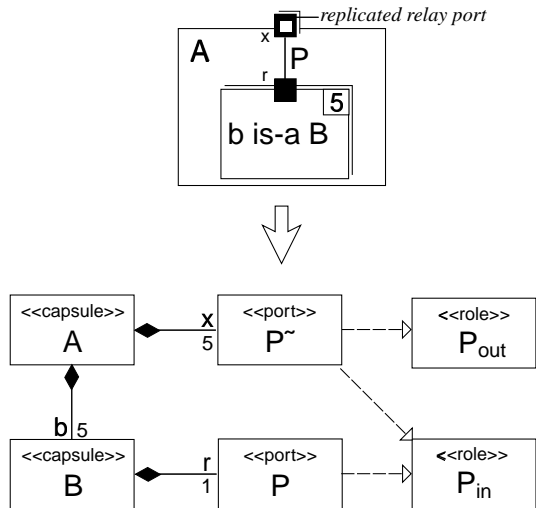 replicated relay port
x
A
P
r
5
b is-a B
<<capsule>>
A
x
5
<<port>>
P~
<<role>>
Pout
b 5
<<capsule>>
B
r
1
<<port>>
P
<<role>>
Pin